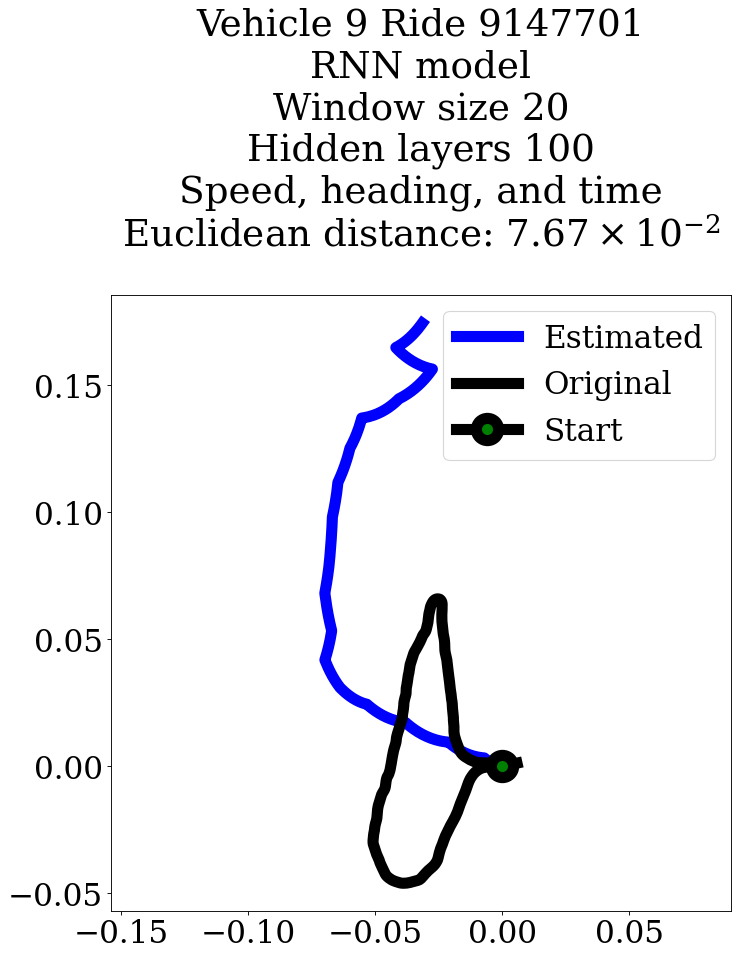 Vehicle 9 Ride 9147701
RNN model
Window size 20
Hidden layers 100
Speed, heading, and time
Euclidean distance: 7.67 × 10⁻²
Estimated
Original
Start
0.15
0.10
0.05
0.00
−0.05
−0.15
−0.10
−0.05
0.00
0.05